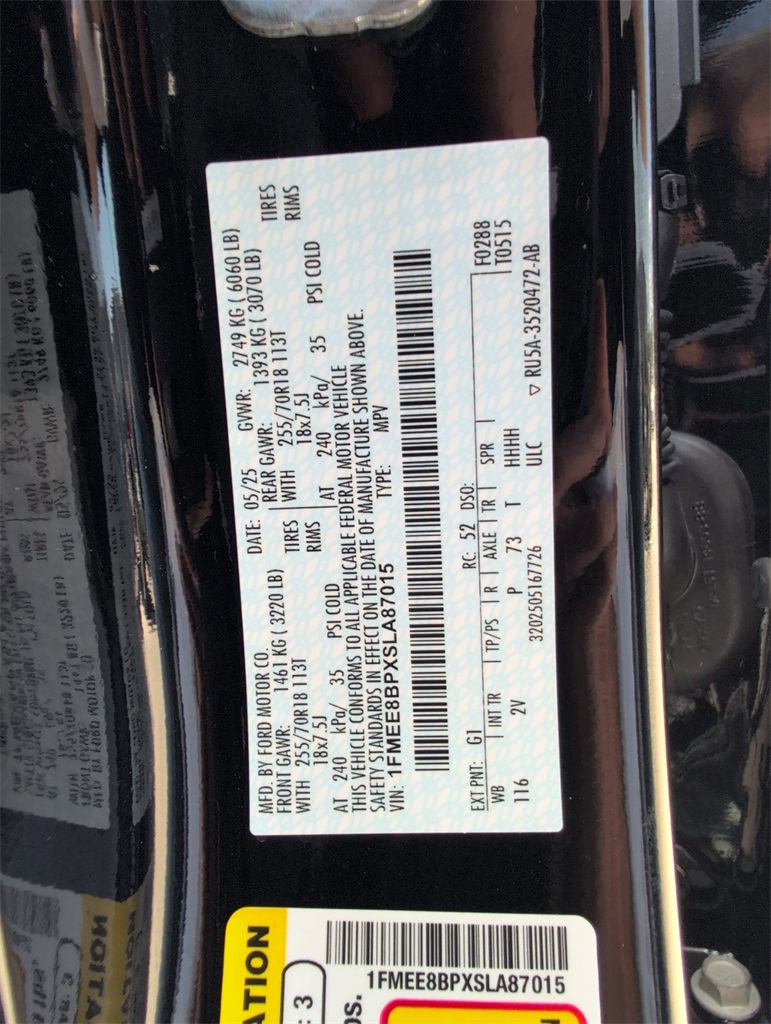 MFD. BY FORD MOTOR CO.
DATE: 05/25 GVWR: 2749 KG ( 6060 LB)
FRONT GAWR: 1461 KG ( 3220 LB)
REAR GAWR: 1393 KG ( 3070 LB)
WITH 255/70R18 113T TIRES
WITH 255/70R18 113T TIRES
18x7.5J RIMS
18x7.5J RIMS
AT 240 kPa/ 35 PSI COLD
AT 240 kPa/ 35 PSI COLD
THIS VEHICLE CONFORMS TO ALL APPLICABLE FEDERAL MOTOR VEHICLE
SAFETY STANDARDS IN EFFECT ON THE DATE OF MANUFACTURE SHOWN ABOVE.
VIN: 1FMEE8BPXSLA87015 TYPE: MPV
EXT PNT: G1 RC: 52 DSO: F0288
WB INT TR TP/PS R AXLE TR SPR T0515
116 2V P 73 T HHHH
3202505167726 ULC ▽ RU5A-3520472-AB
1FMEE8BPXSLA87015
ATION
: 3
os.